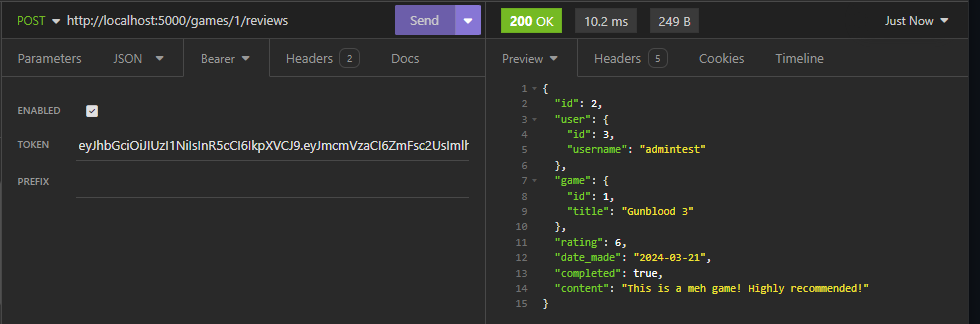 POST http://localhost:5000/games/1/reviews Send
200 OK 10.2 ms 249 B Just Now
Parameters JSON Bearer Headers 2 Docs
Preview Headers 5 Cookies Timeline
ENABLED
TOKEN eyJhbGciOiJIUzI1NiIsInR5cCI6IkpXVCJ9.eyJmcmVzaCI6ZmFsc2UsImlh
PREFIX
1 {
2 "id": 2,
3 "user": {
4 "id": 3,
5 "username": "admintest"
6 },
7 "game": {
8 "id": 1,
9 "title": "Gunblood 3"
10 },
11 "rating": 6,
12 "date_made": "2024-03-21",
13 "completed": true,
14 "content": "This is a meh game! Highly recommended!"
15 }